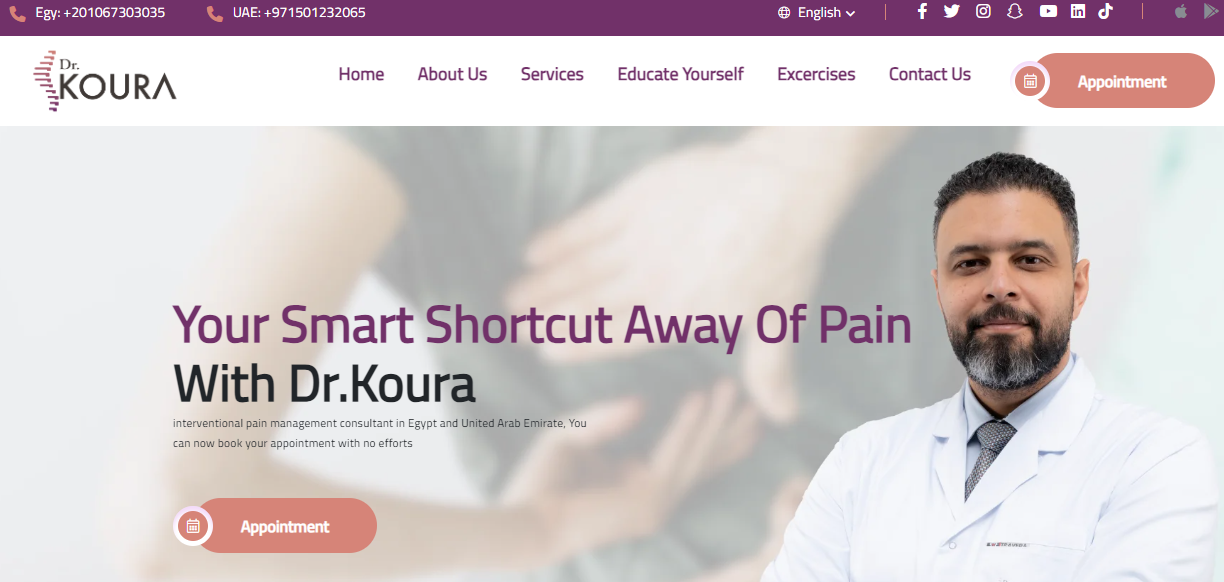 Egy: +201067303035
UAE: +971501232065
English
Dr.
KOURA
Home
About Us
Services
Educate Yourself
Excercises
Contact Us
Appointment
Your Smart Shortcut Away Of Pain
With Dr.Koura
interventional pain management consultant in Egypt and United Arab Emirate, You
can now book your appointment with no efforts
Appointment